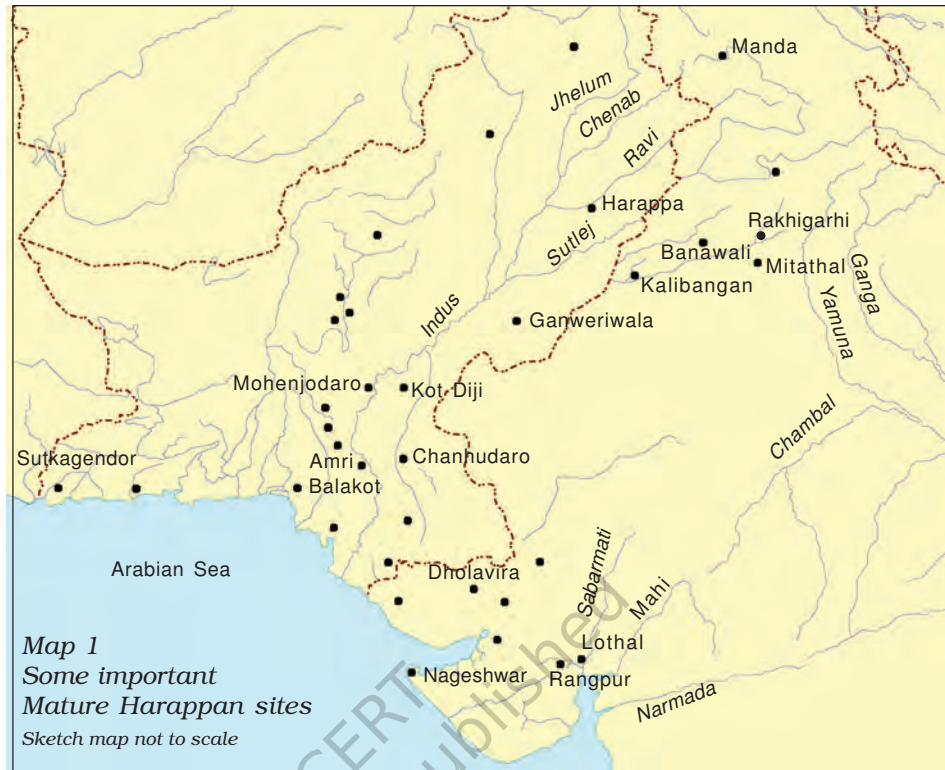 Manda
Jhelum
Chenab
Ravi
Harappa
Sutlej
Rakhigarhi
Banawali
Mitathal
Kalibangan
Ganga
Yamuna
Indus
Ganweriwala
Mohenjodaro
Kot Diji
Chambal
Sutkagendor
Amri
Chanhudaro
Balakot
Arabian Sea
Dholavira
Sabarmati
Mahi
Lothal
Nageshwar
Rangpur
Narmada
Map 1
Some important
Mature Harappan sites
Sketch map not to scale
CERT
published